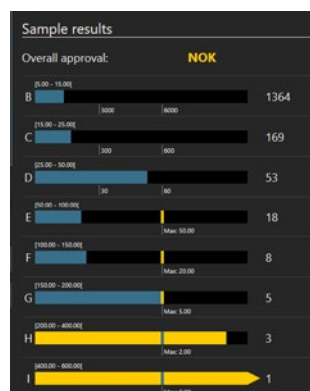 Sample results
Overall approval: NOK
[5.00 - 15.00[
B 1364
3000 6000
[15.00 - 25.00[
C 169
300 600
[25.00 - 50.00[
D 53
30 60
[50.00 - 100.00[
E 18
Max: 50.00
[100.00 - 150.00[
F 8
Max: 20.00
[150.00 - 200.00[
G 5
Max: 5.00
[200.00 - 400.00[
H 3
Max: 2.00
[400.00 - 600.00[
I 1